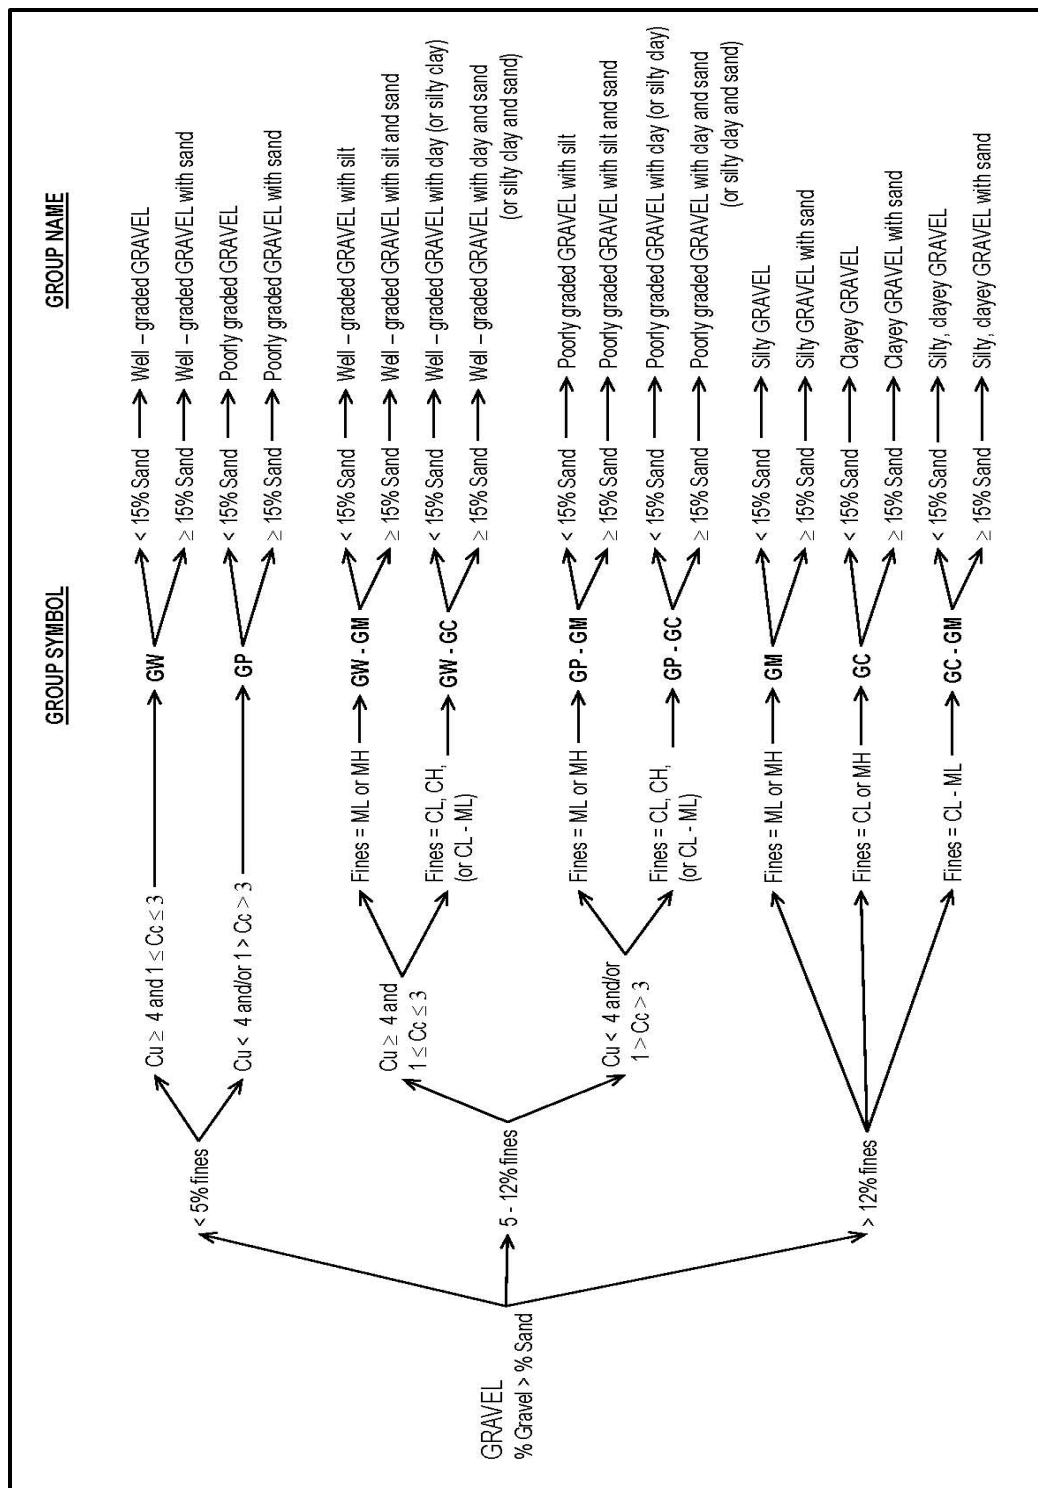 GROUP SYMBOL
GROUP NAME
GRAVEL
% Gravel > % Sand
< 5% fines
Cu ≥ 4 and 1 ≤ Cc ≤ 3
GW
< 15% Sand
Well – graded GRAVEL
≥ 15% Sand
Well – graded GRAVEL with sand
Cu < 4 and/or 1 > Cc > 3
GP
< 15% Sand
Poorly graded GRAVEL
≥ 15% Sand
Poorly graded GRAVEL with sand
5 - 12% fines
Cu ≥ 4 and
1 ≤ Cc ≤ 3
Fines = ML or MH
GW - GM
< 15% Sand
Well – graded GRAVEL with silt
≥ 15% Sand
Well – graded GRAVEL with silt and sand
Fines = CL, CH,
(or CL - ML)
GW - GC
< 15% Sand
Well – graded GRAVEL with clay (or silty clay)
≥ 15% Sand
Well – graded GRAVEL with clay and sand
(or silty clay and sand)
Cu < 4 and/or
1 > Cc > 3
Fines = ML or MH
GP - GM
< 15% Sand
Poorly graded GRAVEL with silt
≥ 15% Sand
Poorly graded GRAVEL with silt and sand
Fines = CL, CH,
(or CL - ML)
GP - GC
< 15% Sand
Poorly graded GRAVEL with clay (or silty clay)
≥ 15% Sand
Poorly graded GRAVEL with clay and sand
(or silty clay and sand)
> 12% fines
Fines = ML or MH
GM
< 15% Sand
Silty GRAVEL
≥ 15% Sand
Silty GRAVEL with sand
Fines = CL or MH
GC
< 15% Sand
Clayey GRAVEL
≥ 15% Sand
Clayey GRAVEL with sand
Fines = CL - ML
GC - GM
< 15% Sand
Silty, clayey GRAVEL
≥ 15% Sand
Silty, clayey GRAVEL with sand